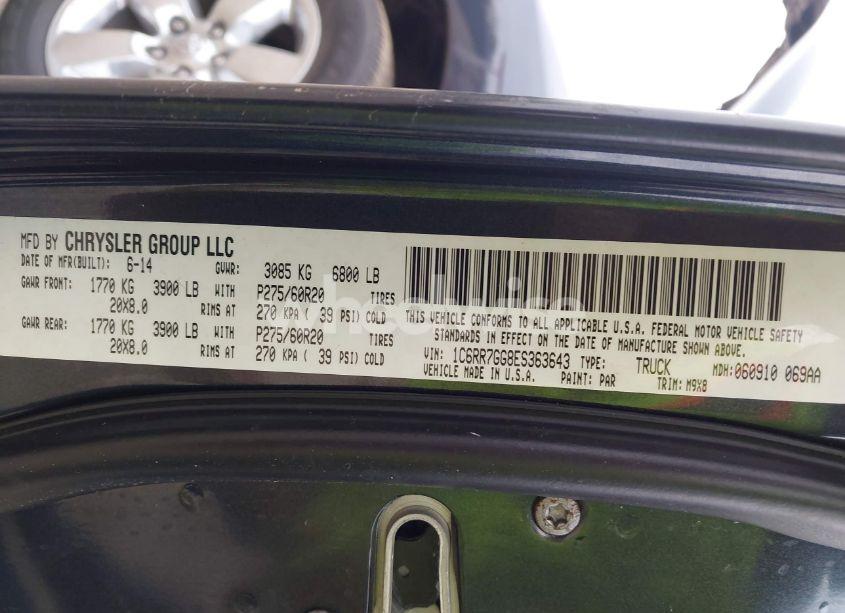 MFD BY CHRYSLER GROUP LLC
DATE OF MFR(BUILT): 6-14 GVWR: 3085 KG 6800 LB
GAWR FRONT: 1770 KG 3900 LB WITH P275/60R20 TIRES
20X8.0 RIMS AT 270 KPA ( 39 PSI) COLD
GAWR REAR: 1770 KG 3900 LB WITH P275/60R20 TIRES
20X8.0 RIMS AT 270 KPA ( 39 PSI) COLD
THIS VEHICLE CONFORMS TO ALL APPLICABLE U.S.A. FEDERAL MOTOR VEHICLE SAFETY
STANDARDS IN EFFECT ON THE DATE OF MANUFACTURE SHOWN ABOVE.
VIN: 1C6RR7GG8ES363643 TYPE: TRUCK MDH:060910 069AA
VEHICLE MADE IN U.S.A. PAINT: PAR TRIM: M9X8